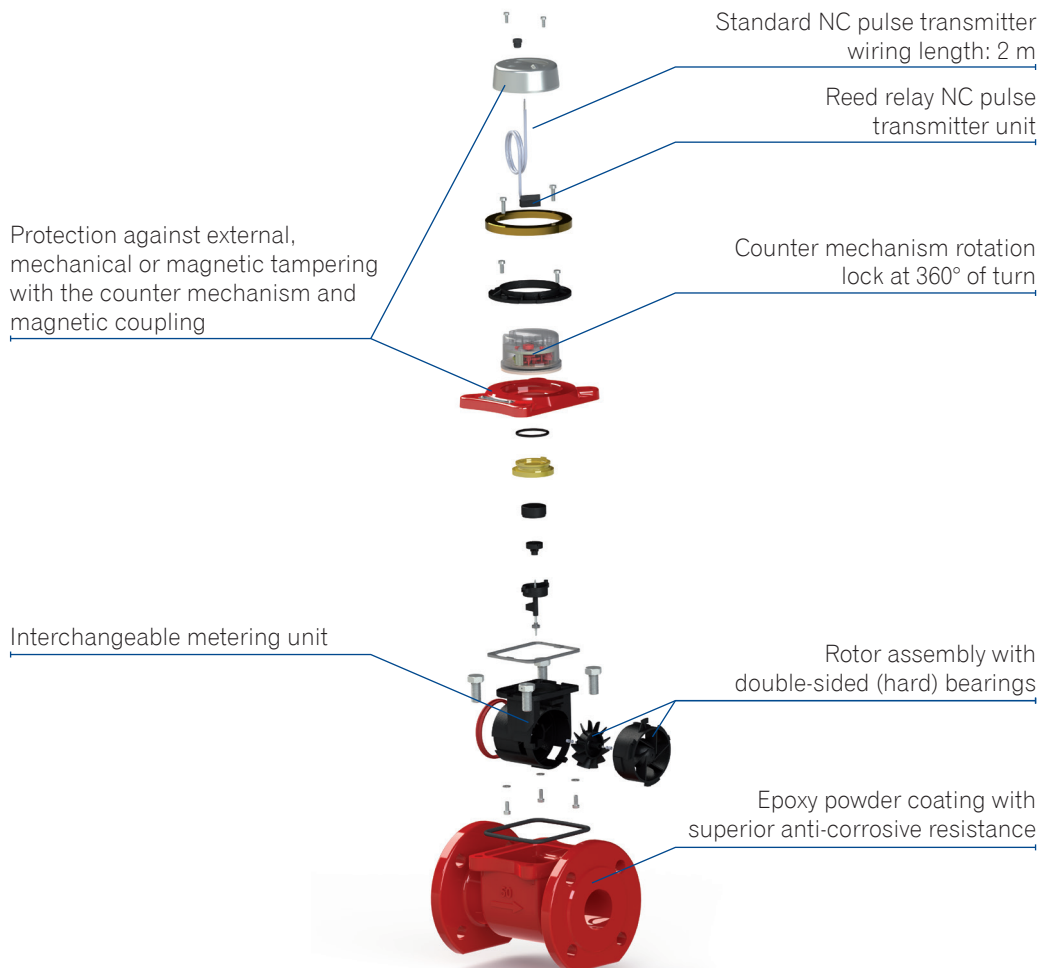 Standard NC pulse transmitter
wiring length: 2 m
Reed relay NC pulse
transmitter unit
Protection against external,
mechanical or magnetic tampering
with the counter mechanism and
magnetic coupling
Counter mechanism rotation
lock at 360° of turn
Interchangeable metering unit
Rotor assembly with
double-sided (hard) bearings
Epoxy powder coating with
superior anti-corrosive resistance